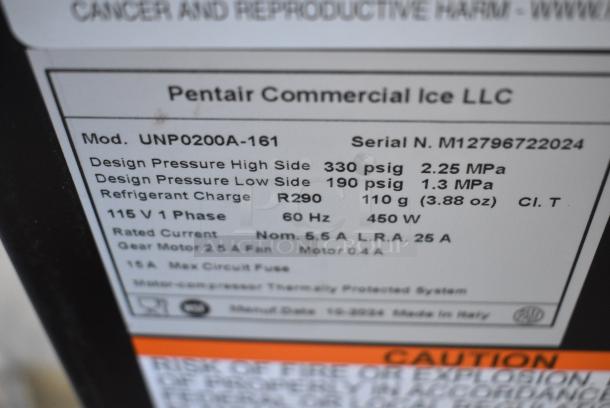 CANCER AND REPRODUCTIVE HARM - WWW.
Pentair Commercial Ice LLC
Mod. UNP0200A-161 Serial N. M12796722024
Design Pressure High Side 330 psig 2.25 MPa
Design Pressure Low Side 190 psig 1.3 MPa
Refrigerant Charge R290 110 g (3.88 oz) Cl. T
115 V 1 Phase 60 Hz 450 W
Rated Current Nom. 5.5 A L.R.A. 25 A
Gear Motor 2.5 A Fan Motor 0.4 A
15 A Max Circuit Fuse
Motor-compressor Thermally Protected System
Manuf.Date 10-2024 Made in Italy
CAUTION
RISK OF FIRE OR EXPLOSION.
OF PROPERLY IN ACCORDANCE
FEDERAL OR LOCAL